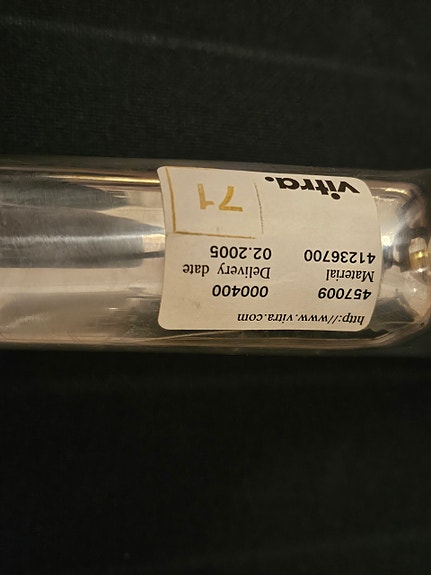 http://www.vitra.com
457009 000400
Material Delivery date
41236700 02.2005
vitra. 71